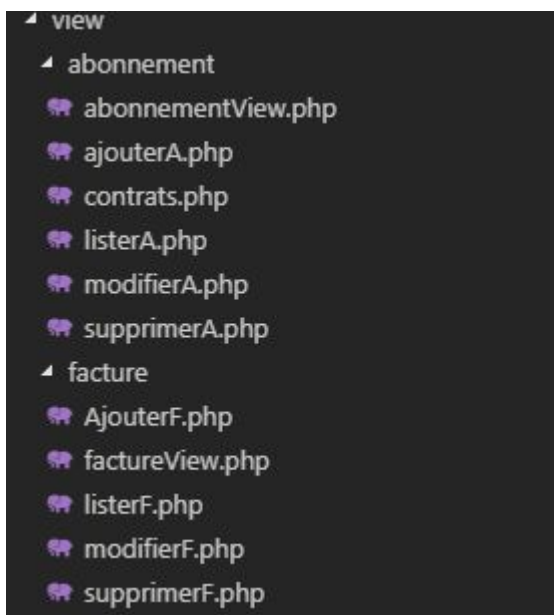 view
abonnement
abonnementView.php
ajouterA.php
contrats.php
listerA.php
modifierA.php
supprimerA.php
facture
AjouterF.php
factureView.php
listerF.php
modifierF.php
supprimerF.php